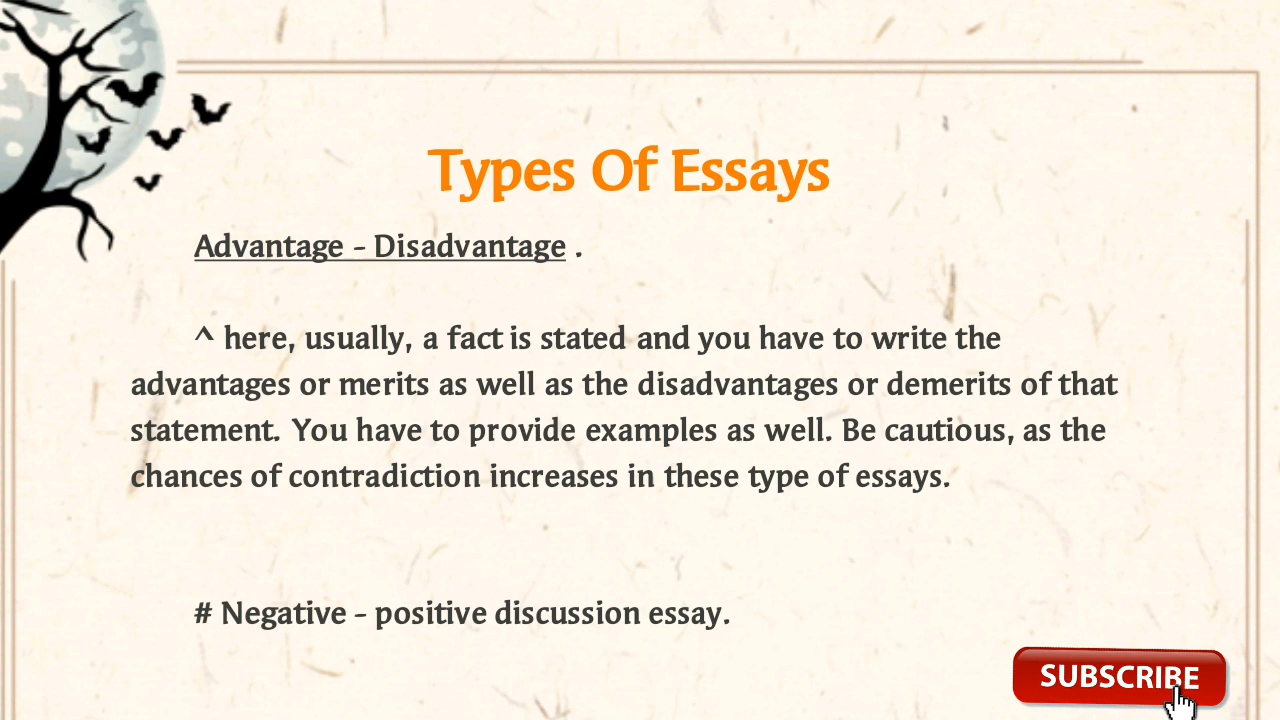 Types Of Essays
Advantage - Disadvantage .
^ here, usually, a fact is stated and you have to write the
advantages or merits as well as the disadvantages or demerits of that
statement. You have to provide examples as well. Be cautious, as the
chances of contradiction increases in these type of essays.
# Negative - positive discussion essay.
SUBSCRIBE